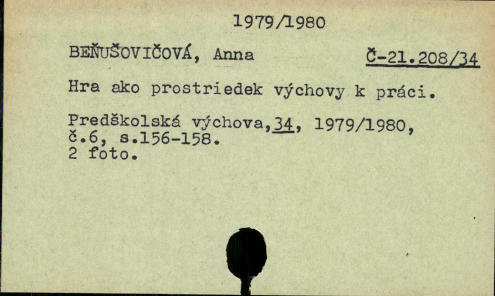 1979/1980
BEŇUŠOVIČOVÁ, Anna Č-21.208/34
Hra ako prostriedek výchovy k práci.
Predškolská výchova,34, 1979/1980,
č.6, s.156-158.
2 foto.